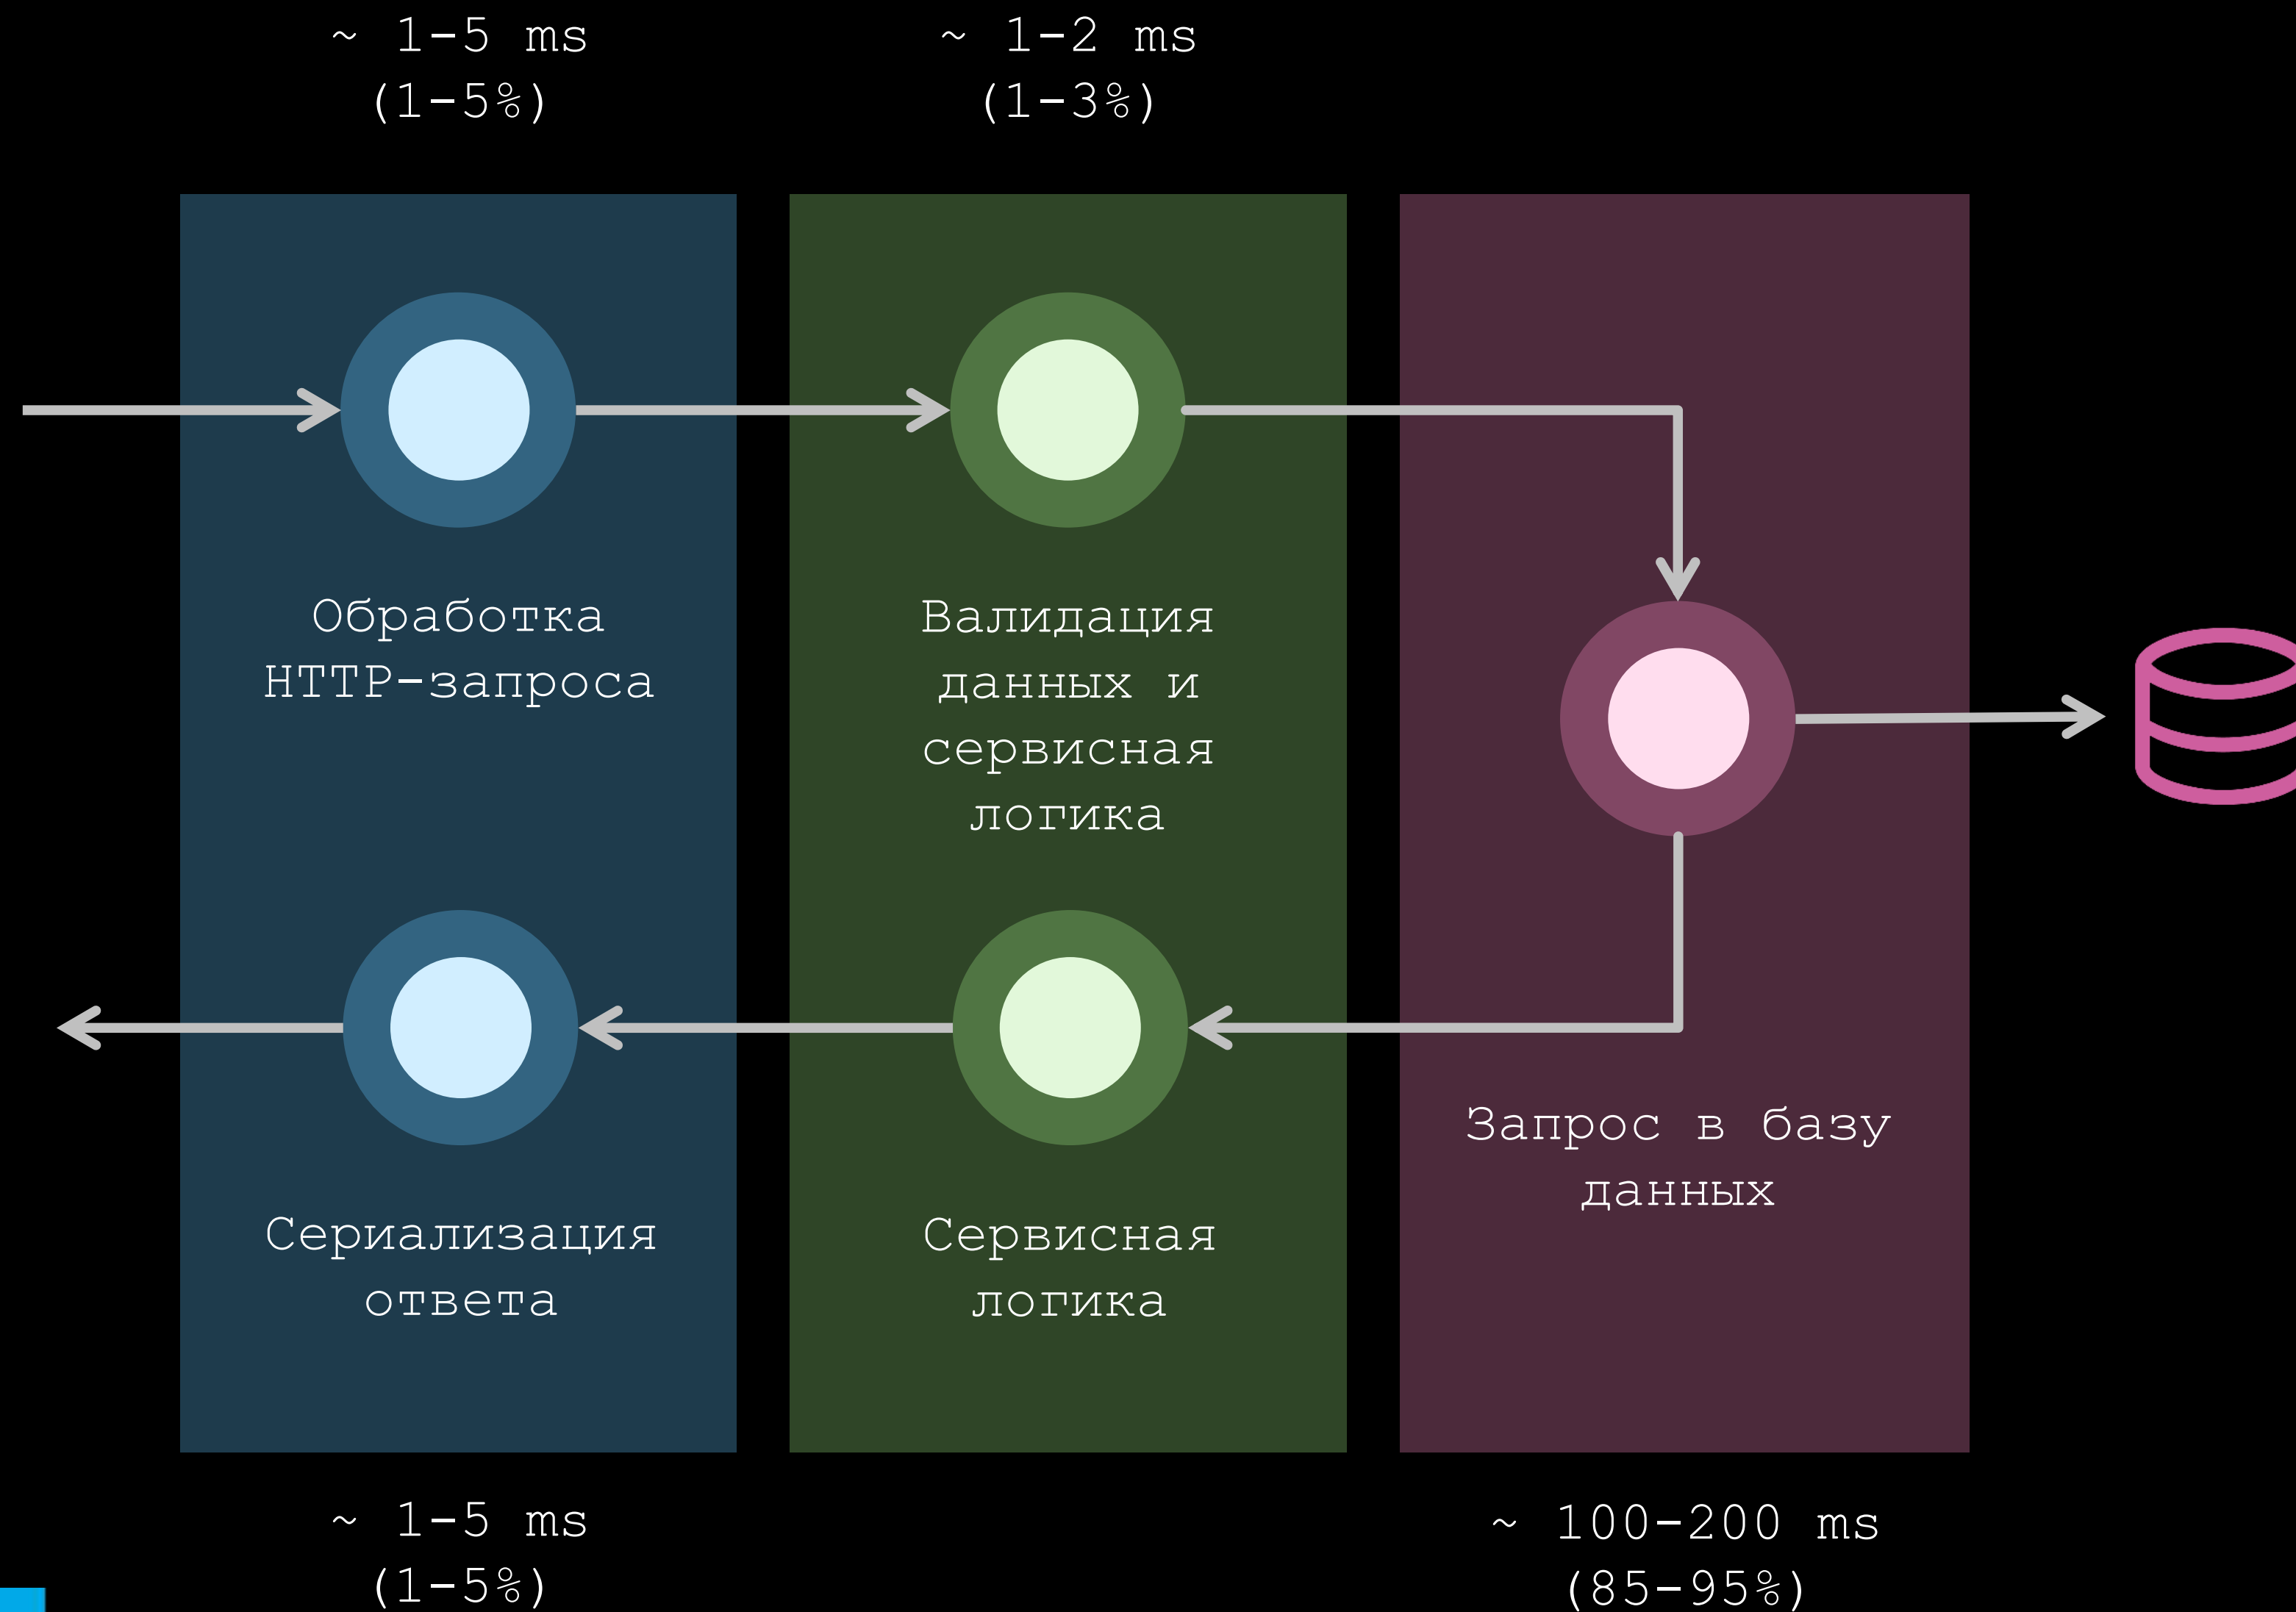 ~ 1-5 ms
(1-5%)
~ 1-2 ms
(1-3%)
Обработка
HTTP-запроса
Валидация
данных и
сервисная
логика
Запрос в базу
данных
Сериализация
ответа
Сервисная
логика
~ 1-5 ms
(1-5%)
~ 100-200 ms
(85-95%)